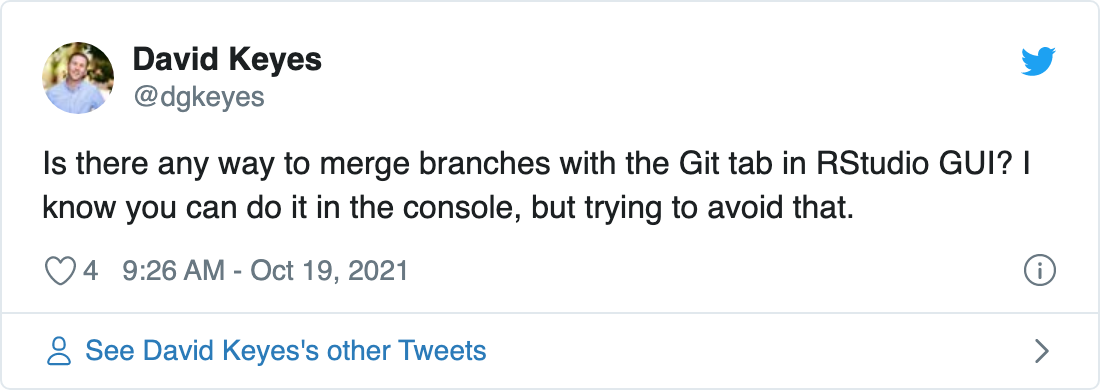 David Keyes
@dgkeyes
Is there any way to merge branches with the Git tab in RStudio GUI? I
know you can do it in the console, but trying to avoid that.
4 9:26 AM - Oct 19, 2021
See David Keyes's other Tweets